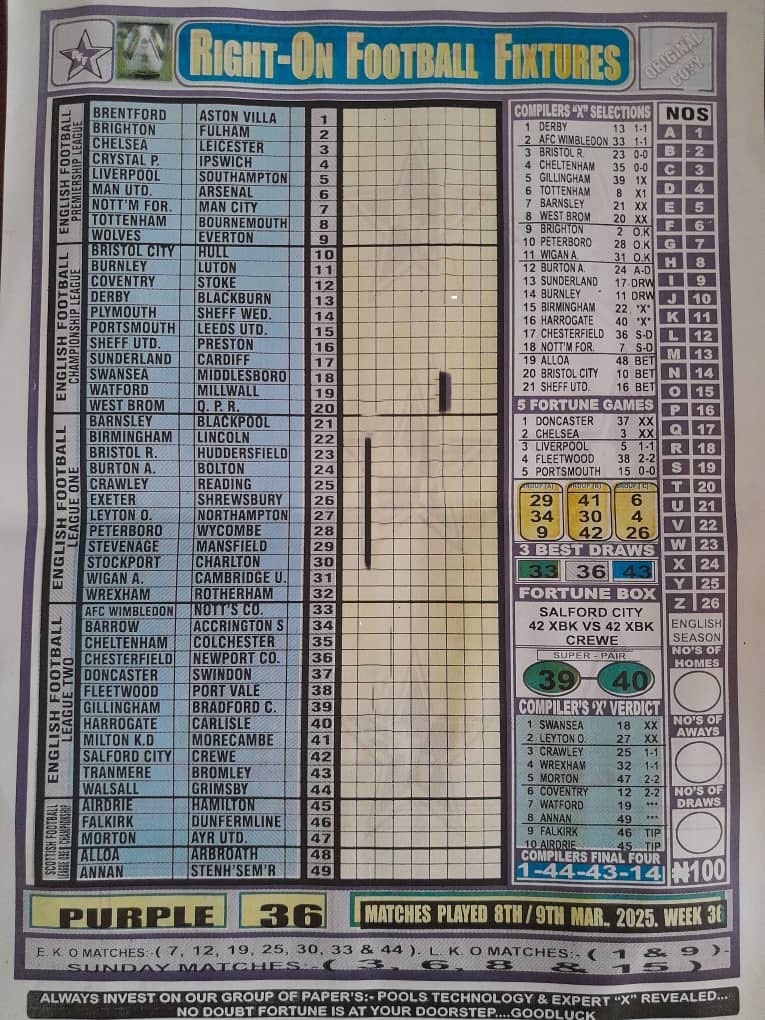 RIGHT-ON FOOTBALL FIXTURES
ORIGINAL COPY
ENGLISH FOOTBALL PREMIERSHIP LEAGUE
BRENTFORD ASTON VILLA 1
BRIGHTON FULHAM 2
CHELSEA LEICESTER 3
CRYSTAL P. IPSWICH 4
LIVERPOOL SOUTHAMPTON 5
MAN UTD. ARSENAL 6
NOTT'M FOR. MAN CITY 7
TOTTENHAM BOURNEMOUTH 8
WOLVES EVERTON 9
ENGLISH FOOTBALL CHAMPIONSHIP LEAGUE
BRISTOL CITY HULL 10
BURNLEY LUTON 11
COVENTRY STOKE 12
DERBY BLACKBURN 13
PLYMOUTH SHEFF WED. 14
PORTSMOUTH LEEDS UTD. 15
SHEFF UTD. PRESTON 16
SUNDERLAND CARDIFF 17
SWANSEA MIDDLESBORO 18
WATFORD MILLWALL 19
WEST BROM Q. P. R. 20
ENGLISH FOOTBALL LEAGUE ONE
BARNSLEY BLACKPOOL 21
BIRMINGHAM LINCOLN 22
BRISTOL R. HUDDERSFIELD 23
BURTON A. BOLTON 24
CRAWLEY READING 25
EXETER SHREWSBURY 26
LEYTON O. NORTHAMPTON 27
PETERBORO WYCOMBE 28
STEVENAGE MANSFIELD 29
STOCKPORT CHARLTON 30
WIGAN A. CAMBRIDGE U. 31
WREXHAM ROTHERHAM 32
ENGLISH FOOTBALL LEAGUE TWO
AFC WIMBLEDON NOTT'S CO. 33
BARROW ACCRINGTON S 34
CHELTENHAM COLCHESTER 35
CHESTERFIELD NEWPORT CO. 36
DONCASTER SWINDON 37
FLEETWOOD PORT VALE 38
GILLINGHAM BRADFORD C. 39
HARROGATE CARLISLE 40
MILTON K.D MORECAMBE 41
SALFORD CITY CREWE 42
TRANMERE BROMLEY 43
WALSALL GRIMSBY 44
SCOTTISH FOOTBALL
AIRDRIE HAMILTON 45
FALKIRK DUNFERMLINE 46
MORTON AYR UTD. 47
ALLOA ARBROATH 48
ANNAN STENH'SEM'R 49
COMPILERS "X" SELECTIONS
1 DERBY 13 1-1
2 AFC WIMBLEDON 33 1-1
3 BRISTOL R. 23 0-0
4 CHELTENHAM 35 0-0
5 GILLINGHAM 39 1X
6 TOTTENHAM 8 X1
7 BARNSLEY 21 XX
8 WEST BROM 20 XX
9 BRIGHTON 2 O.K
10 PETERBORO 28 O.K
11 WIGAN A. 31 O.K
12 BURTON A. 24 A-D
13 SUNDERLAND 17 DRW
14 BURNLEY 11 DRW
15 BIRMINGHAM 22 "X"
16 HARROGATE 40 "X"
17 CHESTERFIELD 36 S-D
18 NOTT'M FOR. 7 S-D
19 ALLOA 48 BET
20 BRISTOL CITY 10 BET
21 SHEFF UTD. 16 BET
5 FORTUNE GAMES
1 DONCASTER 37 XX
2 CHELSEA 3 XX
3 LIVERPOOL 5 1-1
4 FLEETWOOD 38 2-2
5 PORTSMOUTH 15 0-0
29 41 6
34 30 4
9 42 26
3 BEST DRAWS
33 36 43
FORTUNE BOX
SALFORD CITY
42 XBK VS 42 XBK
CREWE
SUPER - PAIR
39 - 40
COMPILER'S 'X' VERDICT
1 SWANSEA 18 XX
2 LEYTON O. 27 XX
3 CRAWLEY 25 1-1
4 WREXHAM 32 1-1
5 MORTON 47 2-2
6 COVENTRY 12 2-2
7 WATFORD 19 ***
8 ANNAN 49 ***
9 FALKIRK 46 TIP
10 AIRDRIE 45 TIP
COMPILERS FINAL FOUR
1-44-43-14
NOS
A 1
B 2
C 3
D 4
E 5
F 6
G 7
H 8
I 9
J 10
K 11
L 12
M 13
N 14
O 15
P 16
Q 17
R 18
S 19
T 20
U 21
V 22
W 23
X 24
Y 25
Z 26
ENGLISH
SEASON
NO'S OF
HOMES
NO'S OF
AWAYS
NO'S OF
DRAWS
₦100
PURPLE 36 MATCHES PLAYED 8TH/9TH MAR., 2025. WEEK 36
E. K. O MATCHES:-( 7, 12, 19, 25, 30, 33 & 44 ). L. K. O MATCHES:- ( 1 & 9 ).
SUNDAY MATCHES:-( 3, 6, 8 & 15 )
ALWAYS INVEST ON OUR GROUP OF PAPER'S:- POOLS TECHNOLOGY & EXPERT "X" REVEALED...
NO DOUBT FORTUNE IS AT YOUR DOORSTEP....GOODLUCK